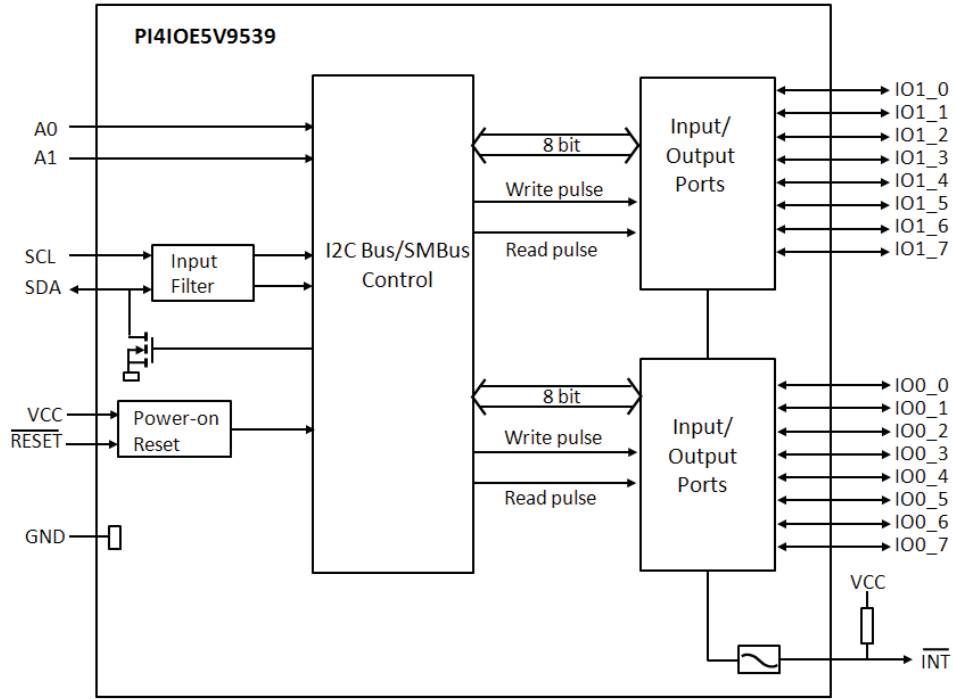 PI4IOE5V9539
A0
A1
SCL
SDA
VCC
RESET
GND
Input
Filter
Power-on
Reset
I2C Bus/SMBus
Control
8 bit
Write pulse
Read pulse
8 bit
Write pulse
Read pulse
Input/
Output
Ports
Input/
Output
Ports
IO1_0
IO1_1
IO1_2
IO1_3
IO1_4
IO1_5
IO1_6
IO1_7
IO0_0
IO0_1
IO0_2
IO0_3
IO0_4
IO0_5
IO0_6
IO0_7
VCC
INT